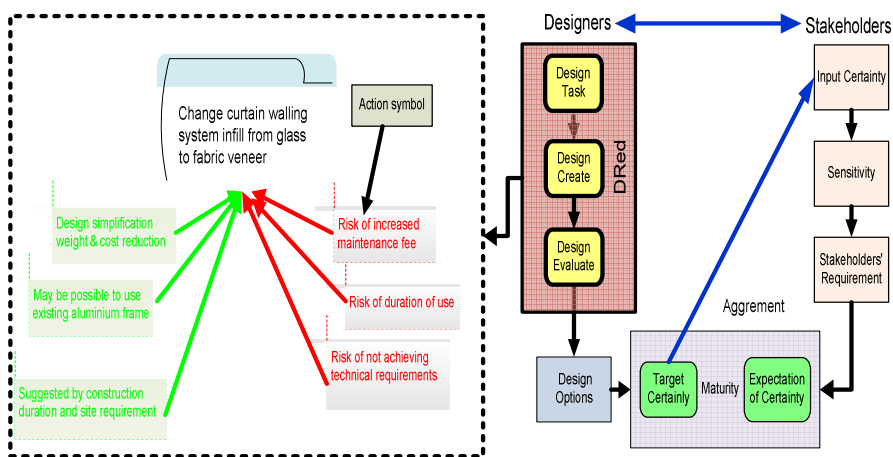 Change curtain walling
system infill from glass
to fabric veneer
Action symbol
Design simplification
weight & cost reduction
May be possible to use
existing aluminium frame
Suggested by construction
duration and site requirement
Risk of increased
maintenance fee
Risk of duration of use
Risk of not achieving
technical requirements
Designers
Stakeholders
Design
Task
Design
Create
Design
Evaluate
DRed
Design
Options
Input Certainty
Sensitivity
Stakeholders'
Requirement
Aggrement
Target
Certainly
Maturity
Expectation
of Certainty